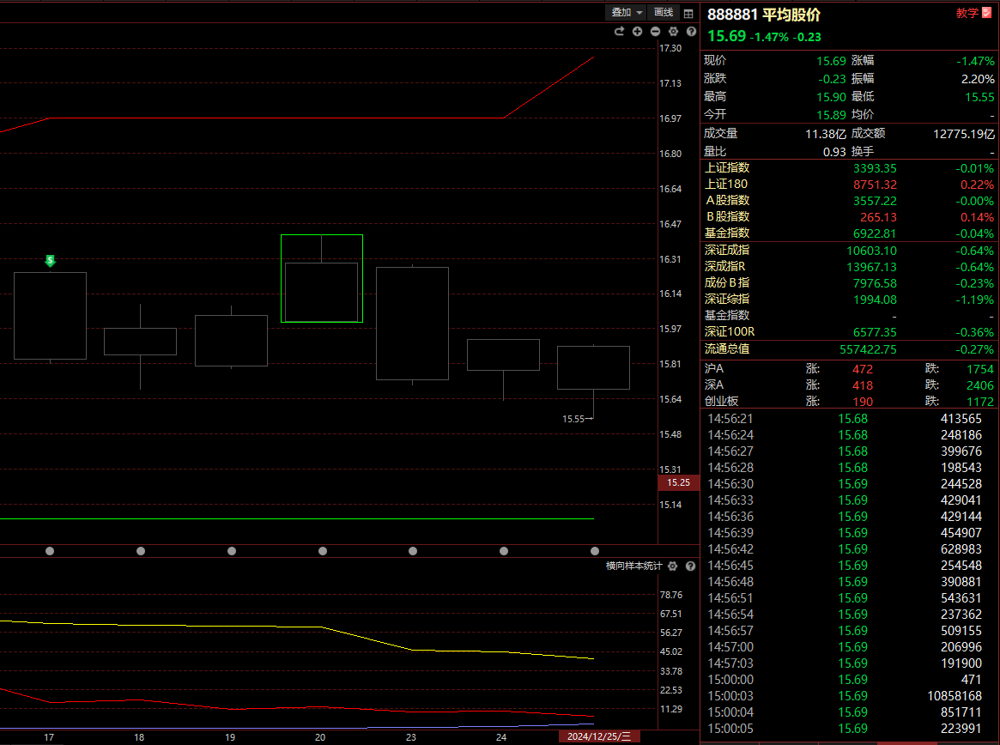 叠加 画线
888881 平均股价 教学
15.69 -1.47% -0.23
现价 15.69 涨幅 -1.47%
涨跌 -0.23 振幅 2.20%
最高 15.90 最低 15.55
今开 15.89 均价 -
成交量 11.38亿 成交额 12775.19亿
量比 0.93 换手 -
上证指数 3393.35 -0.01%
上证180 8751.32 0.22%
A股指数 3557.22 -0.00%
B股指数 265.13 0.14%
基金指数 6922.81 -0.04%
深证成指 10603.10 -0.64%
深成指R 13967.13 -0.64%
成份B指 7976.58 -0.23%
深证综指 1994.08 -1.19%
基金指数 - -
深证100R 6577.35 -0.36%
流通总值 557422.75 -0.27%
沪A 涨: 472 跌: 1754
深A 涨: 418 跌: 2406
创业板 涨: 190 跌: 1172
14:56:21 15.68 413565
14:56:24 15.68 248186
14:56:27 15.68 399676
14:56:28 15.68 198543
14:56:30 15.69 244528
14:56:33 15.69 429041
14:56:36 15.69 429144
14:56:39 15.69 454907
14:56:42 15.69 628983
14:56:45 15.69 254548
14:56:48 15.69 390881
14:56:51 15.69 543631
14:56:54 15.69 237362
14:56:57 15.69 509155
14:57:00 15.69 206996
14:57:03 15.69 191900
15:00:00 15.69 471
15:00:03 15.69 10858168
15:00:04 15.69 851711
15:00:05 15.69 223991
17.30
17.13
16.97
16.80
16.64
16.47
16.31
16.14
15.97
15.81
15.64
15.48
15.31
15.25
15.14
S
15.55→
横向样本统计
78.76
67.51
56.27
45.02
33.78
22.53
11.29
17 18 19 20 23 24 2024/12/25/三